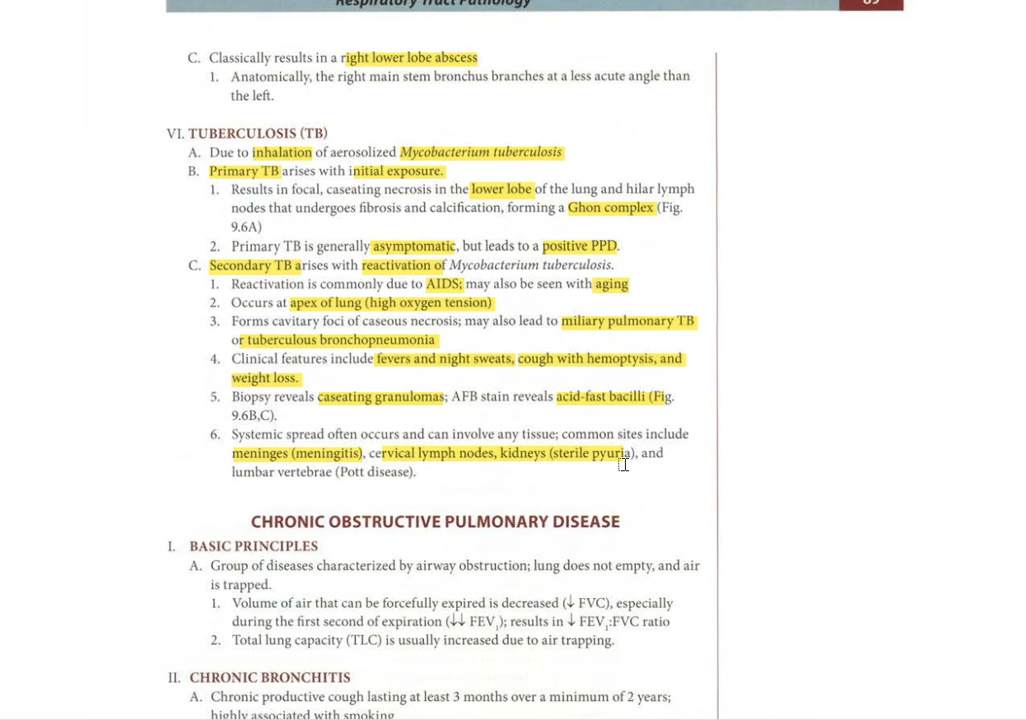 Respiratory Tract Pathology 89
C. Classically results in a right lower lobe abscess
1. Anatomically, the right main stem bronchus branches at a less acute angle than
the left.
VI. TUBERCULOSIS (TB)
A. Due to inhalation of aerosolized Mycobacterium tuberculosis
B. Primary TB arises with initial exposure.
1. Results in focal, caseating necrosis in the lower lobe of the lung and hilar lymph
nodes that undergoes fibrosis and calcification, forming a Ghon complex (Fig.
9.6A)
2. Primary TB is generally asymptomatic, but leads to a positive PPD.
C. Secondary TB arises with reactivation of Mycobacterium tuberculosis.
1. Reactivation is commonly due to AIDS; may also be seen with aging
2. Occurs at apex of lung (high oxygen tension)
3. Forms cavitary foci of caseous necrosis; may also lead to miliary pulmonary TB
or tuberculous bronchopneumonia
4. Clinical features include fevers and night sweats, cough with hemoptysis, and
weight loss.
5. Biopsy reveals caseating granulomas; AFB stain reveals acid-fast bacilli (Fig.
9.6B,C).
6. Systemic spread often occurs and can involve any tissue; common sites include
meninges (meningitis), cervical lymph nodes, kidneys (sterile pyuria), and
lumbar vertebrae (Pott disease).
CHRONIC OBSTRUCTIVE PULMONARY DISEASE
I. BASIC PRINCIPLES
A. Group of diseases characterized by airway obstruction; lung does not empty, and air
is trapped.
1. Volume of air that can be forcefully expired is decreased (↓ FVC), especially
during the first second of expiration (↓↓ FEV₁); results in ↓ FEV₁:FVC ratio
2. Total lung capacity (TLC) is usually increased due to air trapping.
II. CHRONIC BRONCHITIS
A. Chronic productive cough lasting at least 3 months over a minimum of 2 years;
highly associated with smoking